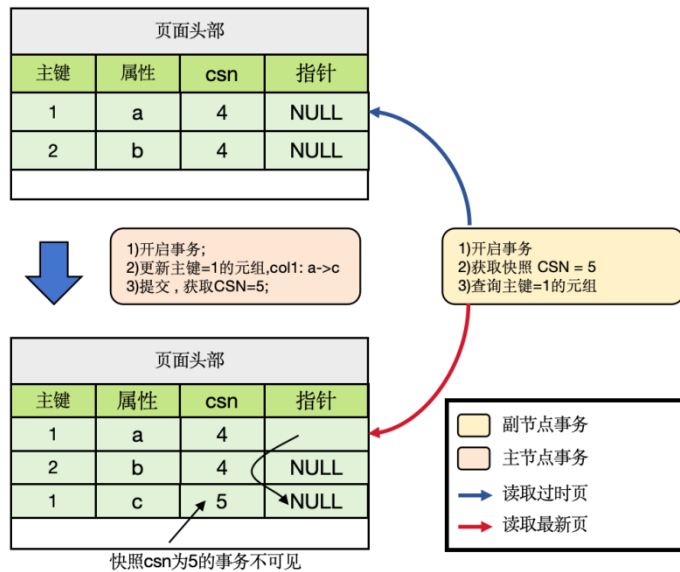 页面头部
主键 属性 csn 指针
1 a 4 NULL
2 b 4 NULL
1)开启事务;
2)更新主键=1的元组,col1: a->c
3)提交 , 获取CSN=5;
1)开启事务
2)获取快照 CSN = 5
3)查询主键=1的元组
页面头部
主键 属性 csn 指针
1 a 4
2 b 4 NULL
1 c 5 NULL
快照csn为5的事务不可见
副节点事务
主节点事务
读取过时页
读取最新页